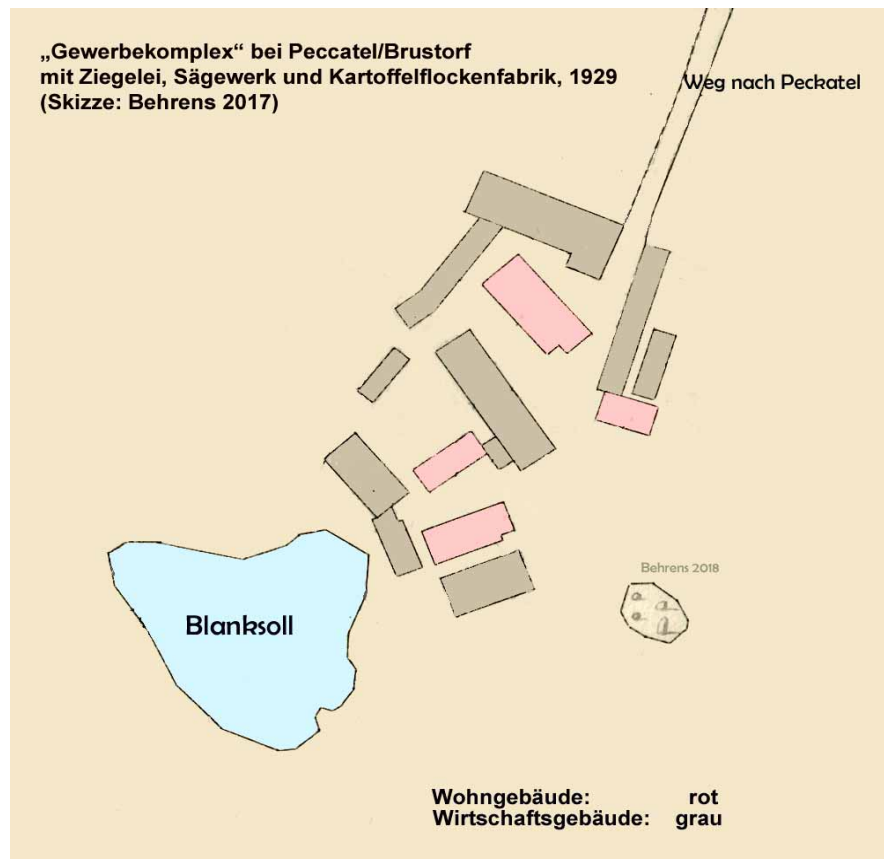 „Gewerbekomplex“ bei Peccatel/Brustorf
mit Ziegelei, Sägewerk und Kartoffelflockenfabrik, 1929
(Skizze: Behrens 2017)
Weg nach Peckatel
Behrens 2018
Blanksoll
Wohngebäude: rot
Wirtschaftsgebäude: grau